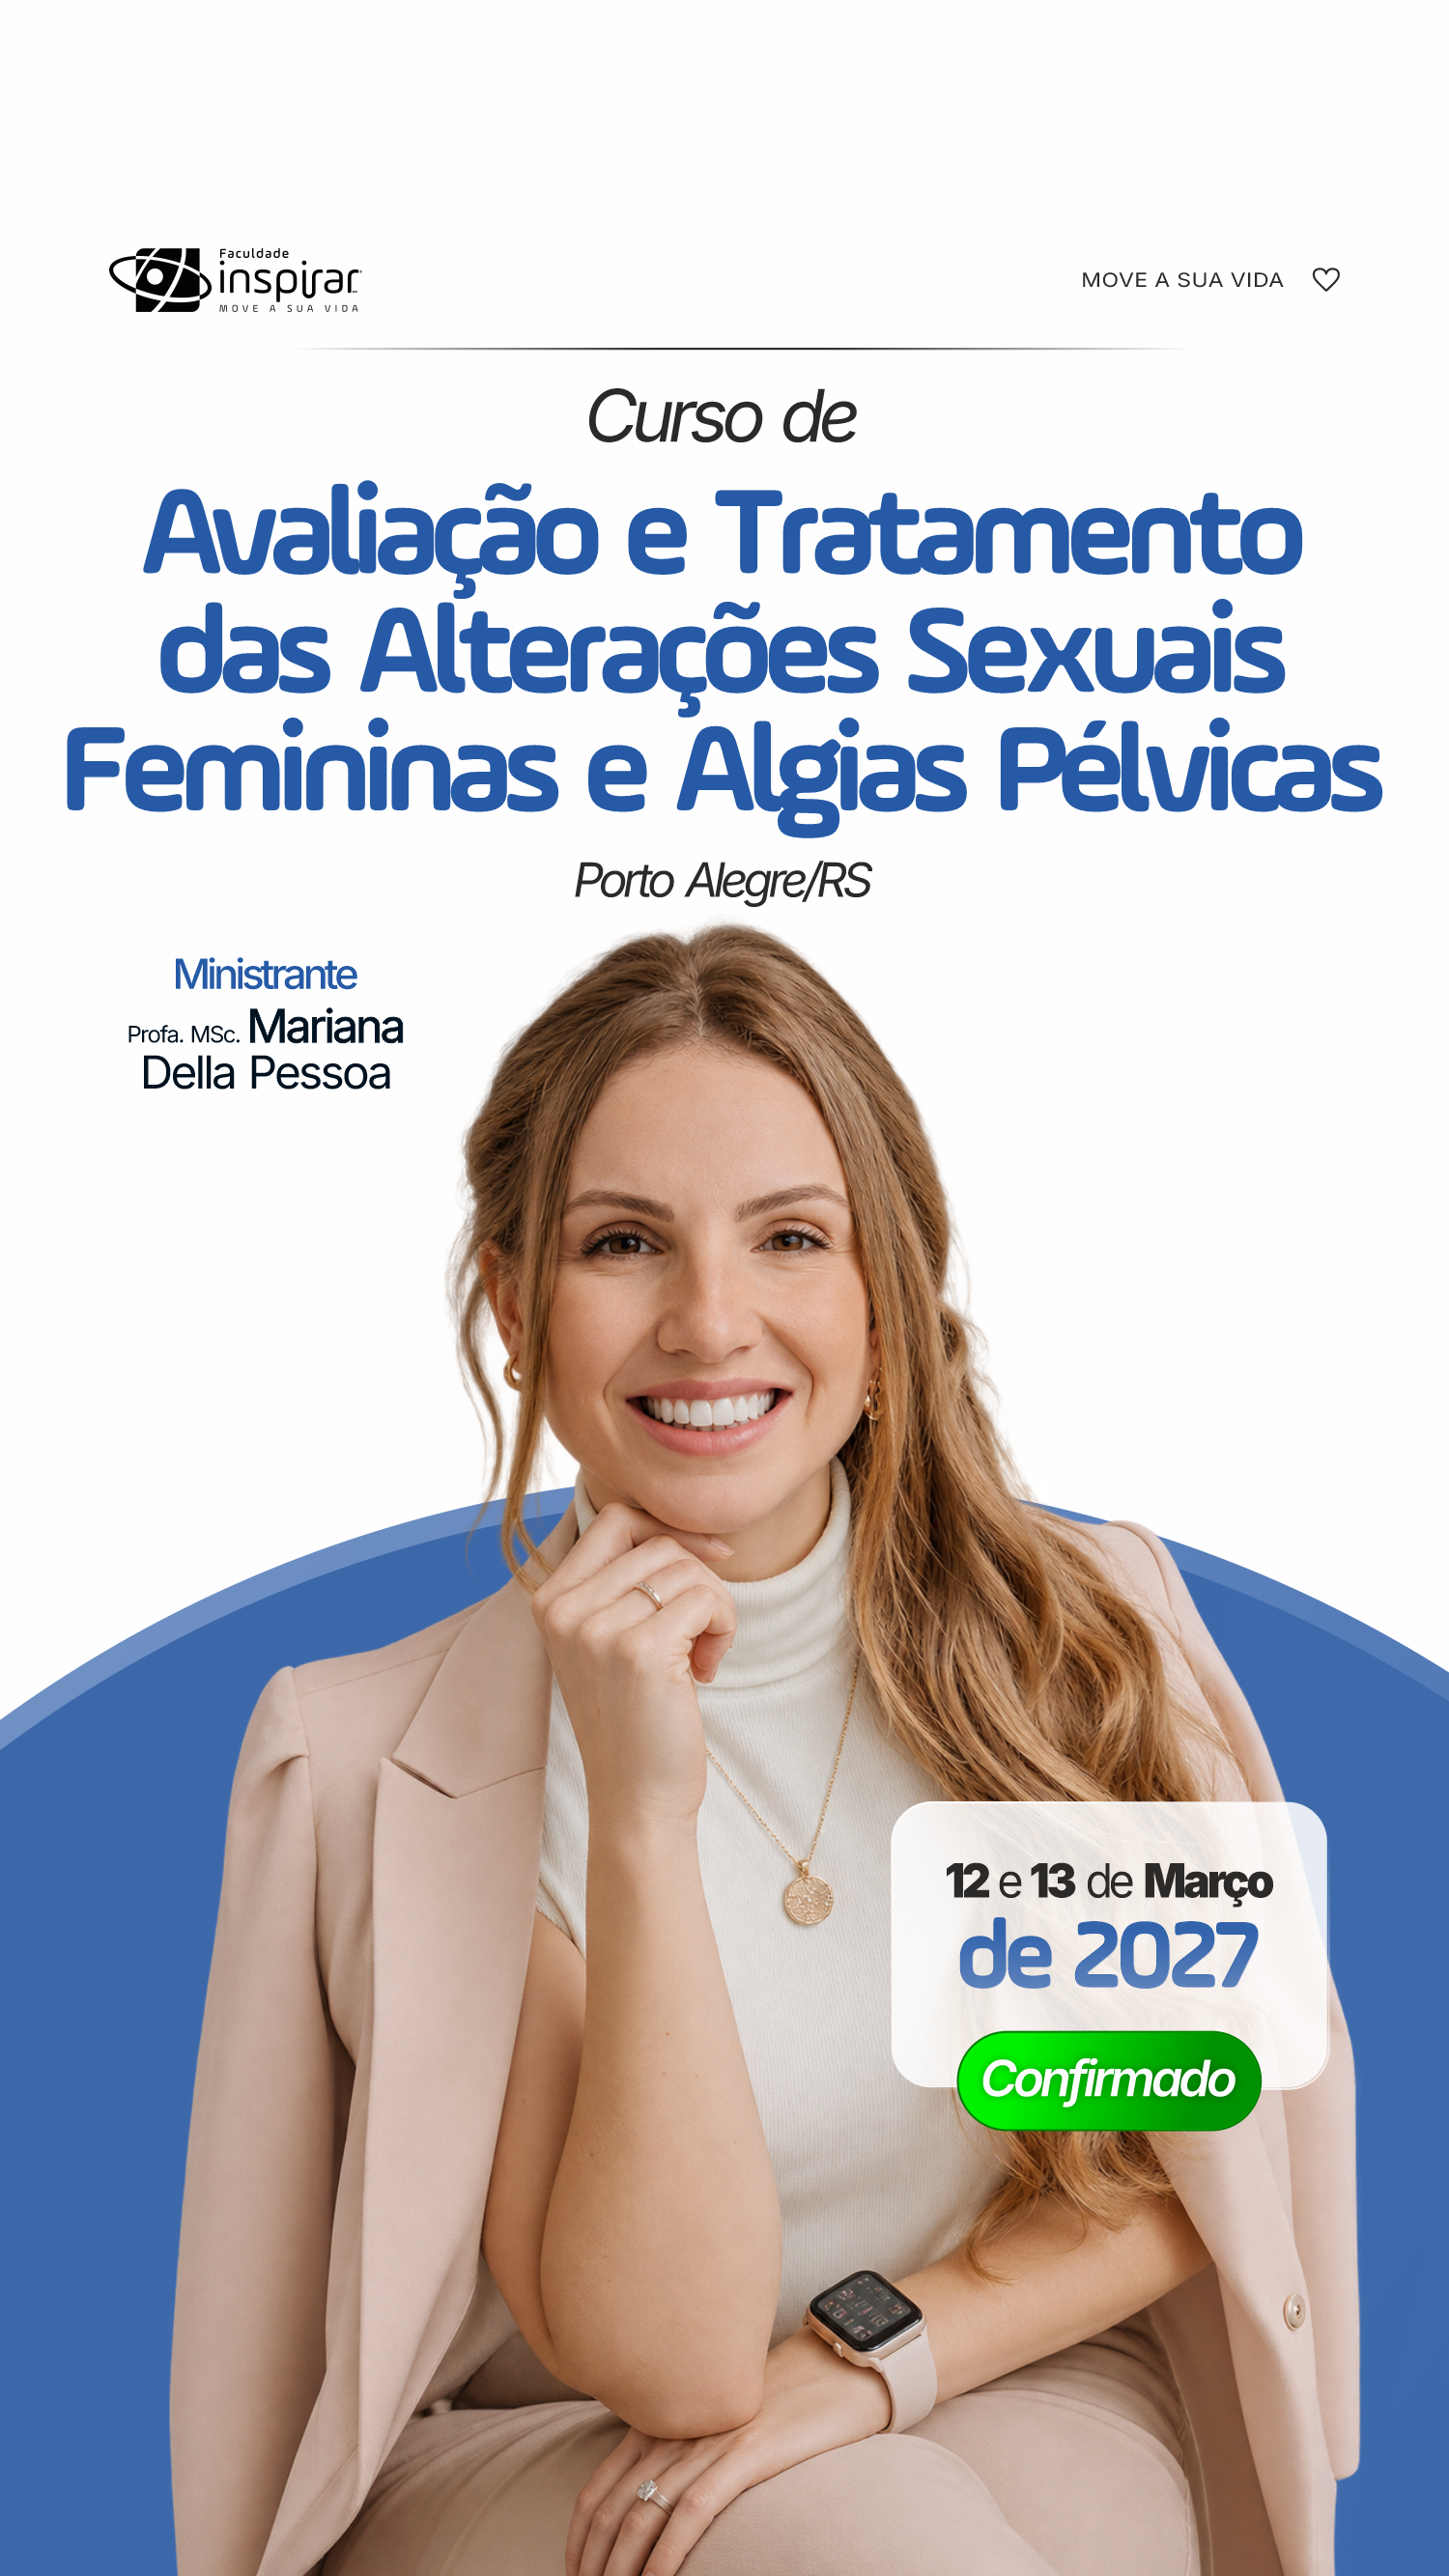 Faculdade
inspirar
MOVE A SUA VIDA
MOVE A SUA VIDA
Curso de
Avaliação e Tratamento
das Alterações Sexuais
Femininas e Algias Pélvicas
Porto Alegre/RS
Ministrante
Profa. MSc. Mariana
Della Pessoa
12 e 13 de Março
de 2027
Confirmado